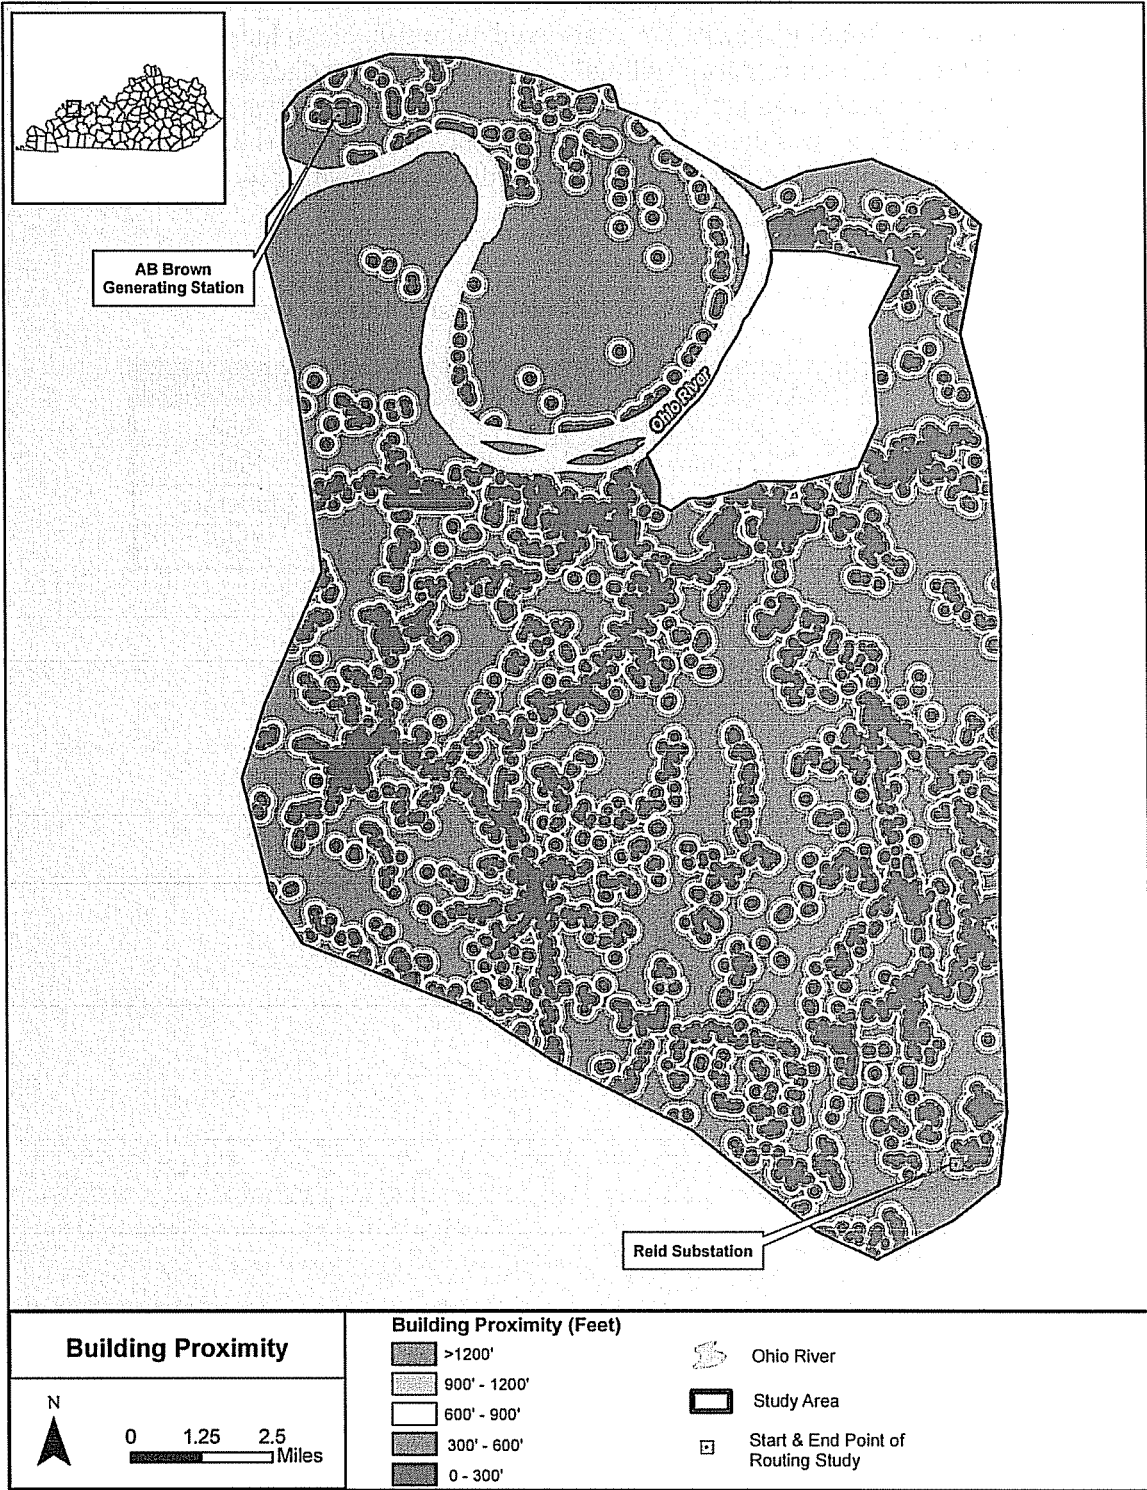 AB Brown
Generating Station
Ohio River
Reid Substation
Building Proximity
N
0 1.25 2.5
Miles
Building Proximity (Feet)
>1200'
900' - 1200'
600' - 900'
300' - 600'
0 - 300'
Ohio River
Study Area
Start & End Point of
Routing Study